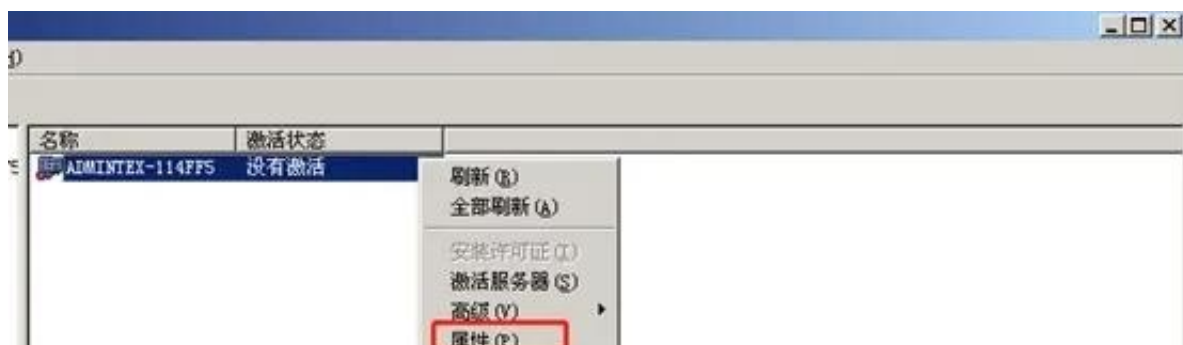 名称 激活状态
ADMINTEX-114FF5 没有激活
刷新(R)
全部刷新(A)
安装许可证(I)
激活服务器(S)
高级(V)
属性(P)